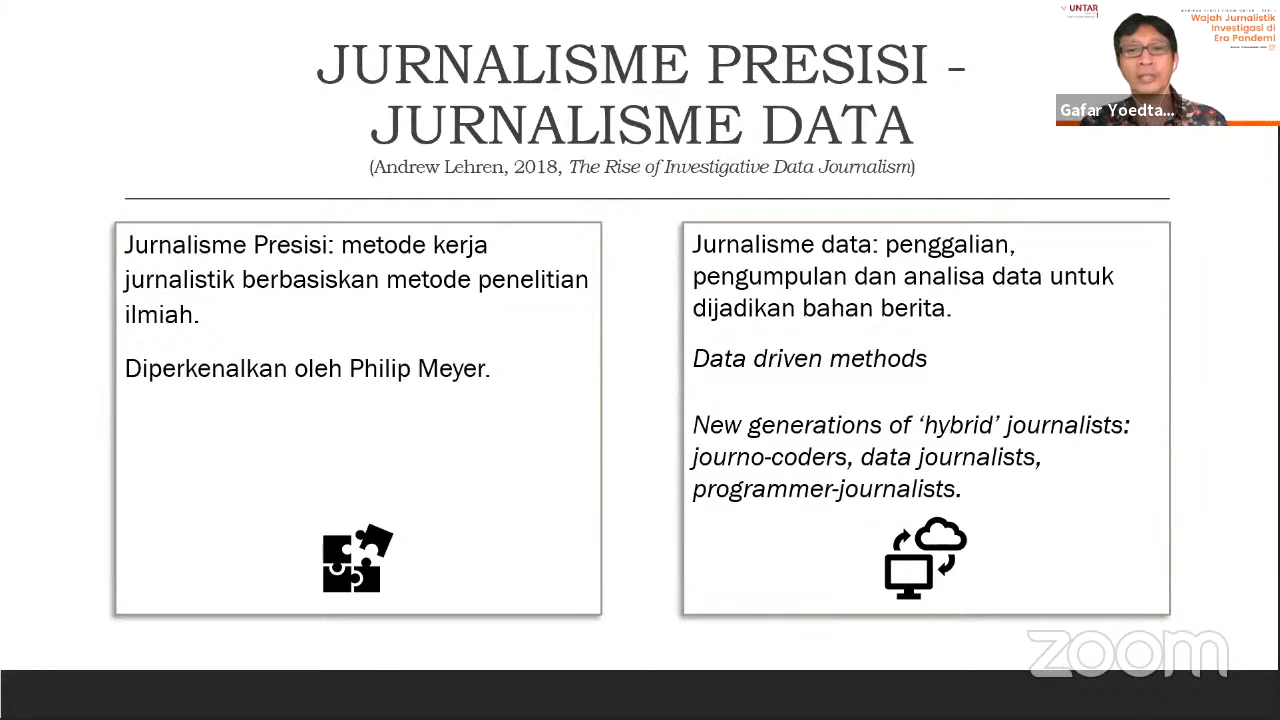 JURNALISME PRESISI -
JURNALISME DATA
(Andrew Lehren, 2018, The Rise of Investigative Data Journalism)
Jurnalisme Presisi: metode kerja
jurnalistik berbasiskan metode penelitian
ilmiah.
Diperkenalkan oleh Philip Meyer.
Jurnalisme data: penggalian,
pengumpulan dan analisa data untuk
dijadikan bahan berita.
Data driven methods
New generations of ‘hybrid’ journalists:
journo-coders, data journalists,
programmer-journalists.
UNTAR
Wajah Jurnalistik
Investigasi di
Era Pandemi
Gafar Yoedta...
zoom